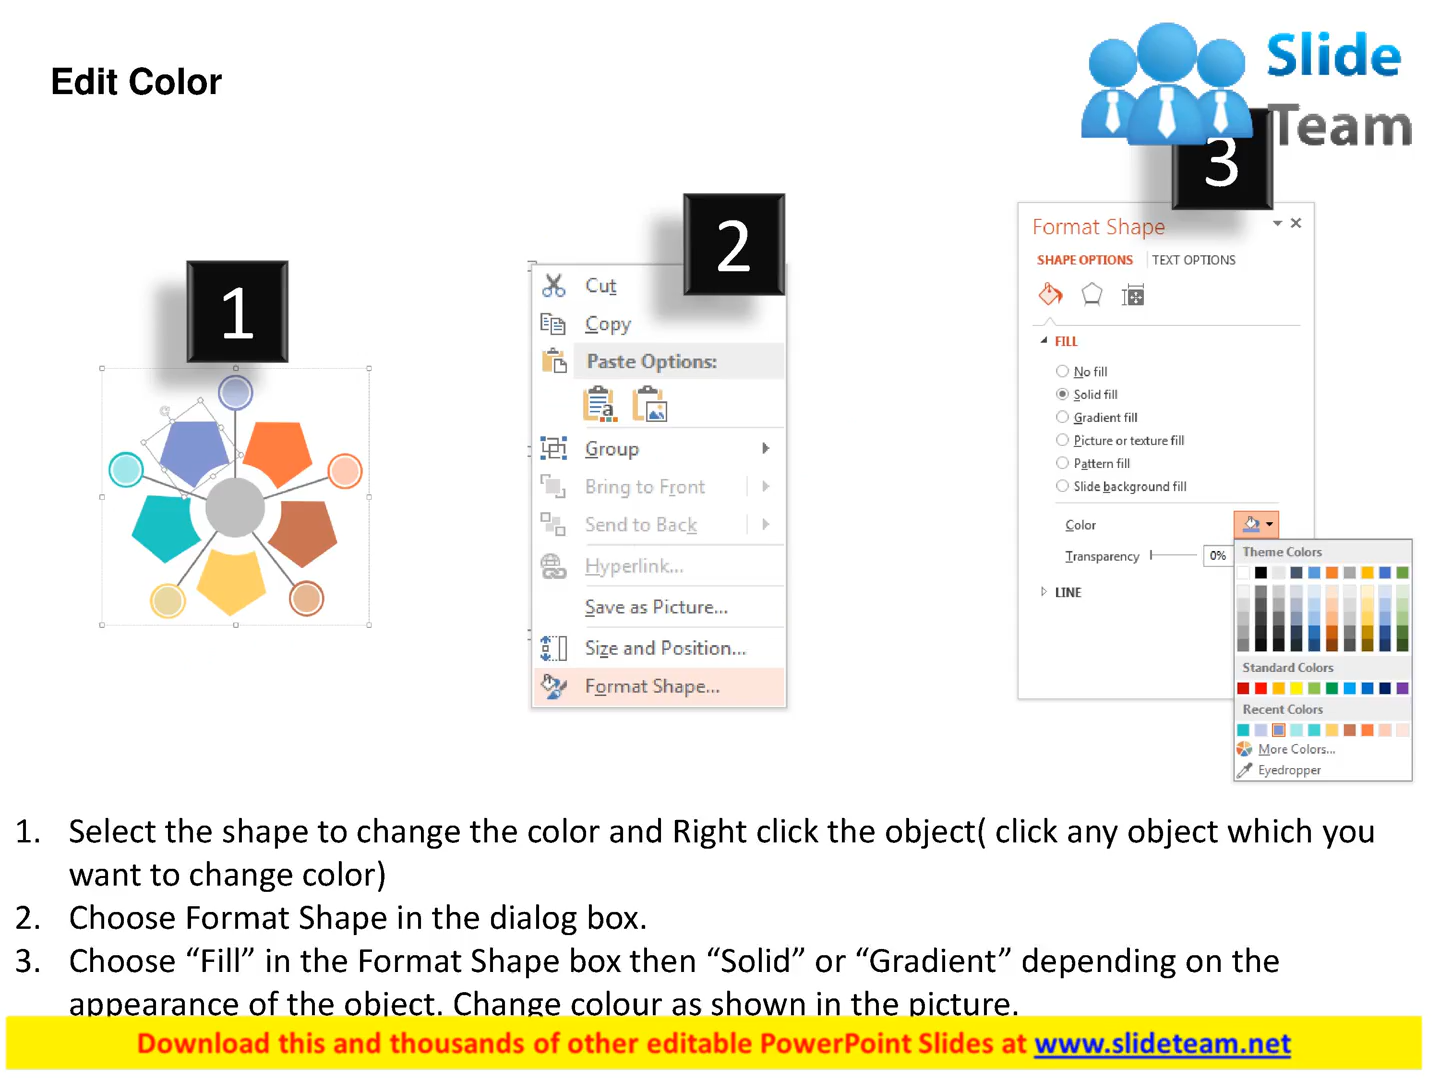 Edit Color
Slide
Team
1
2
3
Cut
Copy
Paste Options:
a
Group
Bring to Front
Send to Back
Hyperlink...
Save as Picture...
Size and Position...
Format Shape...
Format Shape
SHAPE OPTIONS TEXT OPTIONS
FILL
No fill
Solid fill
Gradient fill
Picture or texture fill
Pattern fill
Slide background fill
Color
Transparency 0%
LINE
Theme Colors
Standard Colors
Recent Colors
More Colors...
Eyedropper
1. Select the shape to change the color and Right click the object( click any object which you
want to change color)
2. Choose Format Shape in the dialog box.
3. Choose “Fill” in the Format Shape box then “Solid” or “Gradient” depending on the
appearance of the object. Change colour as shown in the picture.
Download this and thousands of other editable PowerPoint Slides at www.slideteam.net